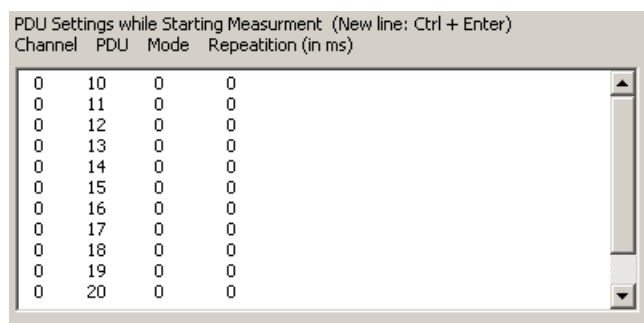 PDU Settings while Starting Measurment (New line: Ctrl + Enter)
Channel PDU Mode Repeatition (in ms)
0 10 0 0
0 11 0 0
0 12 0 0
0 13 0 0
0 14 0 0
0 15 0 0
0 16 0 0
0 17 0 0
0 18 0 0
0 19 0 0
0 20 0 0